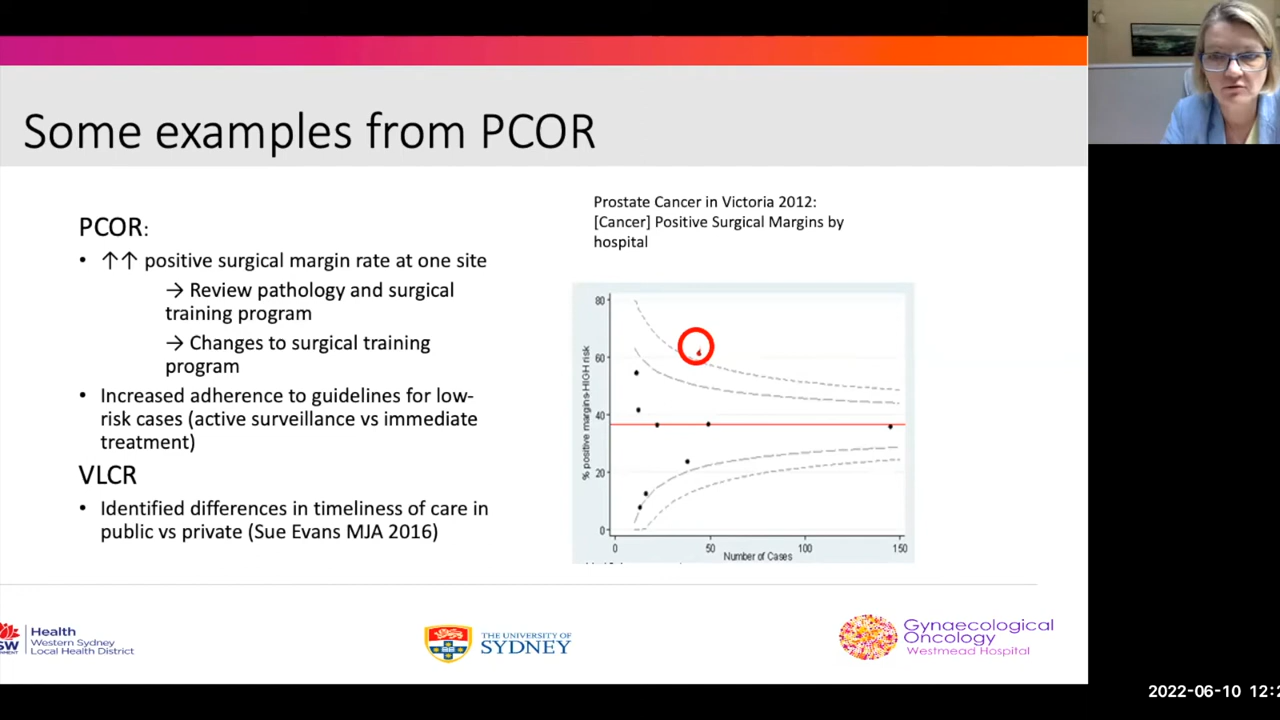 Some examples from PCOR
PCOR:
• ↑↑ positive surgical margin rate at one site
→ Review pathology and surgical
training program
→ Changes to surgical training
program
• Increased adherence to guidelines for low-
risk cases (active surveillance vs immediate
treatment)
VLCR
• Identified differences in timeliness of care in
public vs private (Sue Evans MJA 2016)
Prostate Cancer in Victoria 2012:
[Cancer] Positive Surgical Margins by
hospital
% positive margins-HIGH risk
80
60
40
20
0
0
50
100
150
Number of Cases
Health
Western Sydney
Local Health District
THE UNIVERSITY OF
SYDNEY
Gynaecological
Oncology
Westmead Hospital
2022-06-10 12:2